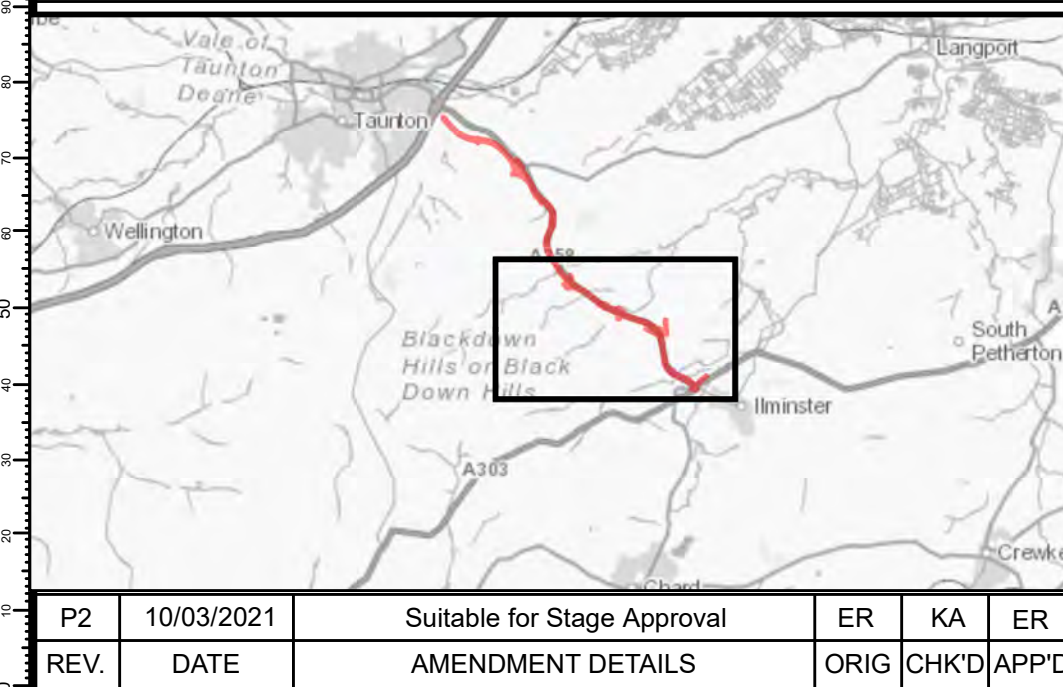 Vale of
Taunton
Deane
Langport
Taunton
Wellington
Blackdown
Hills or Black
Down Hills
South
Petherton
Ilminster
A303
Chard
P2 10/03/2021 Suitable for Stage Approval ER KA ER
REV. DATE AMENDMENT DETAILS ORIG CHK'D APP'D
90
80
70
60
50
40
30
20
10
0